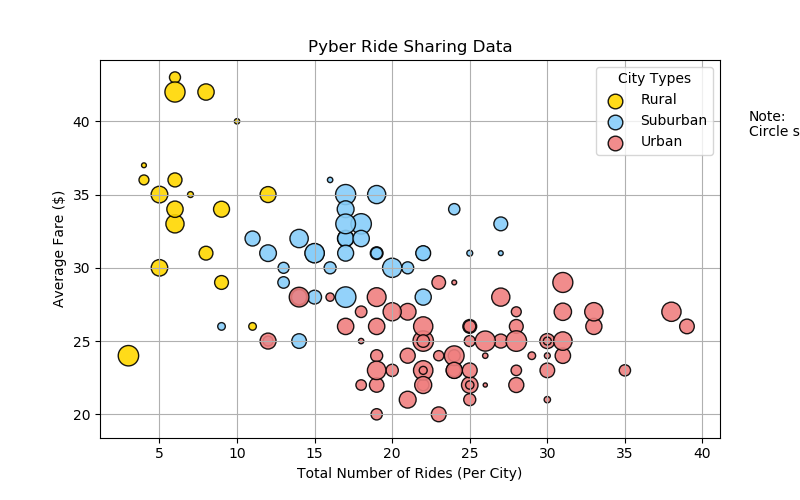 Pyber Ride Sharing Data
City Types
Rural
Suburban
Urban
Note:
Circle s
Average Fare ($)
40
35
30
25
20
5 10 15 20 25 30 35 40
Total Number of Rides (Per City)